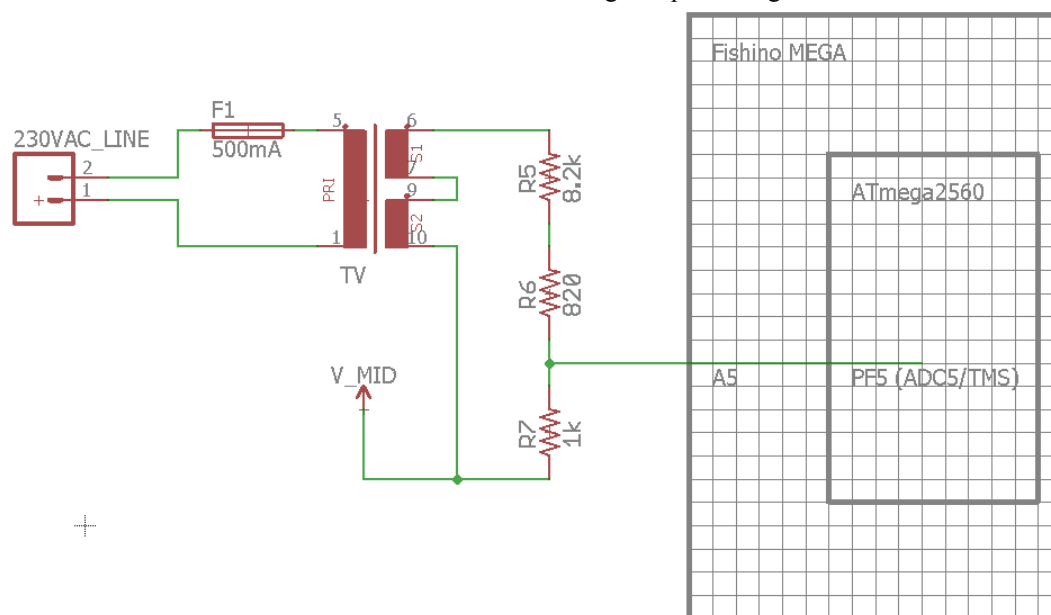 Fishino MEGA
F1
500mA
230VAC_LINE
2
1
+
5
1
PRI
6
S1
7
9
S2
10
TV
R5
8.2k
R6
820
R7
1k
V_MID
ATmega2560
A5
PF5 (ADC5/TMS)